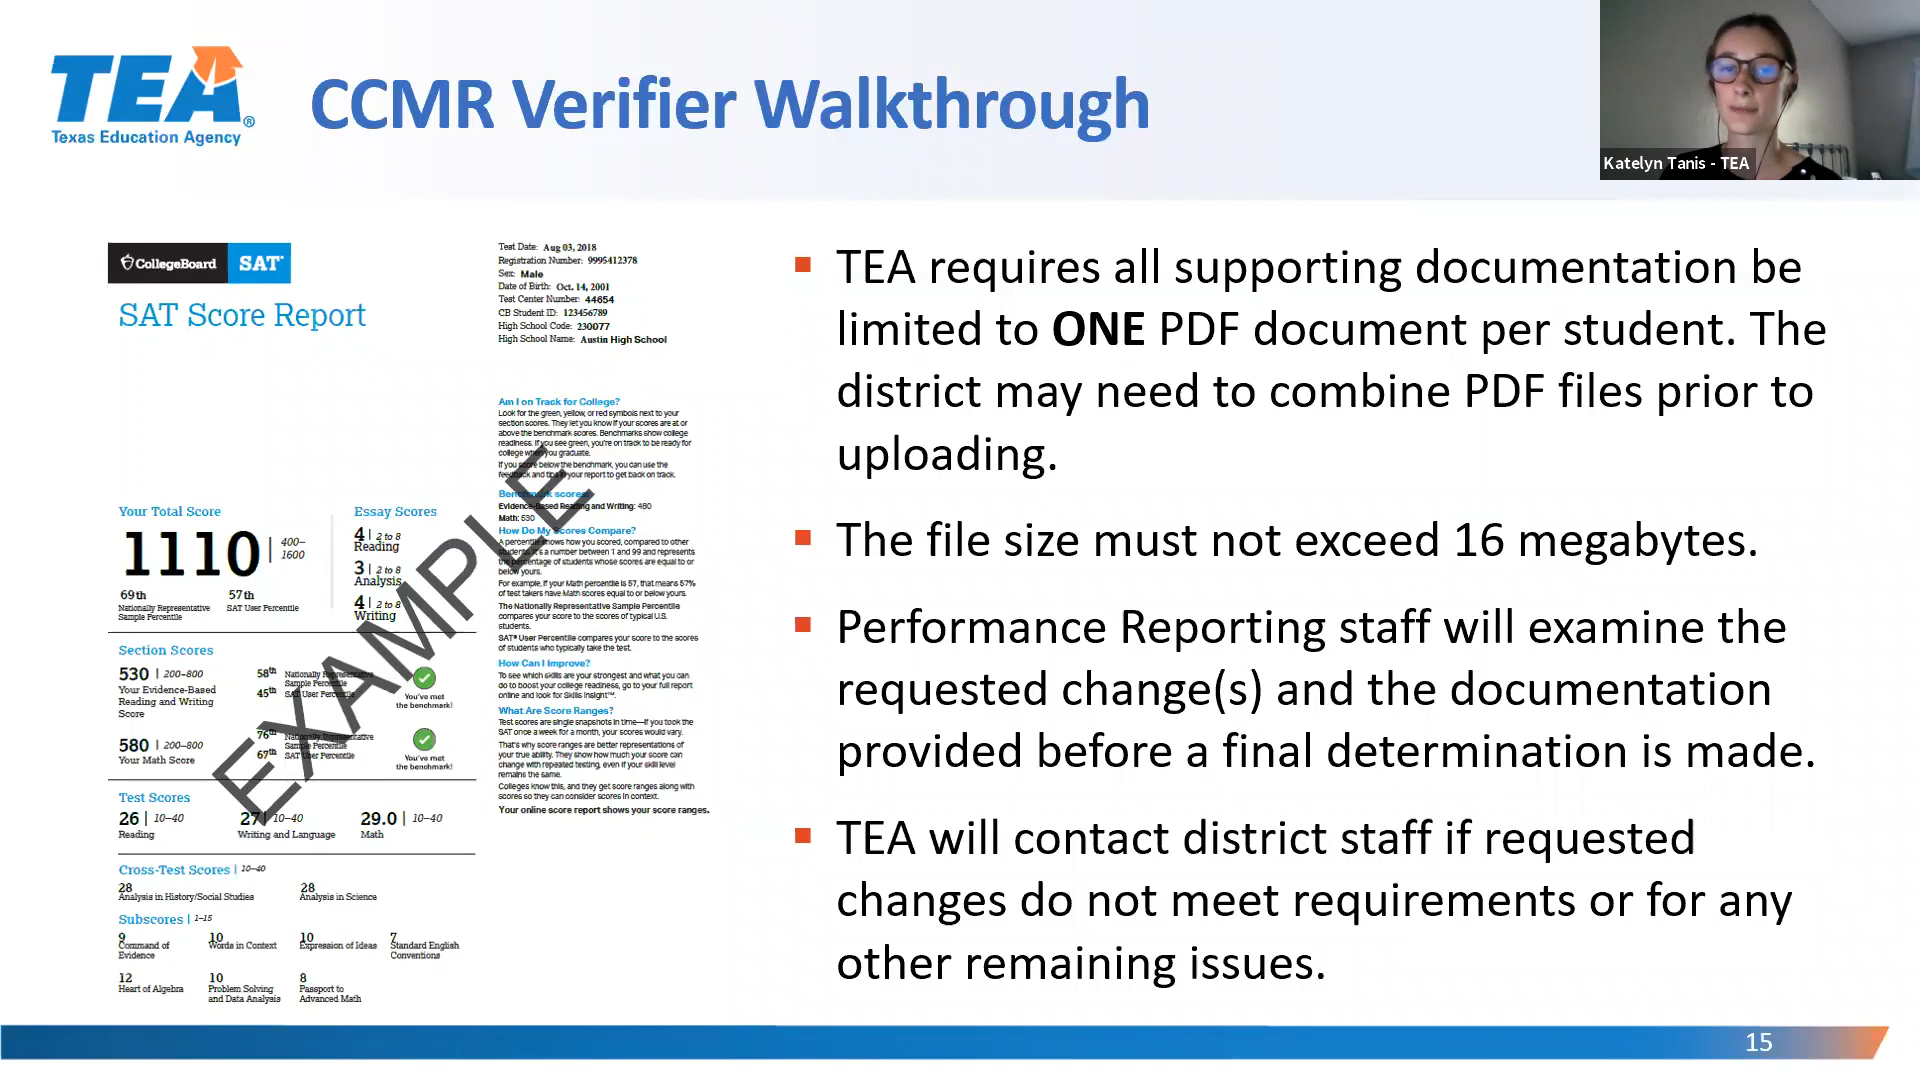 TEA®
Texas Education Agency
CCMR Verifier Walkthrough
Katelyn Tanis - TEA
CollegeBoard SAT
SAT Score Report
Test Date: Aug 03, 2018
Registration Number: 9995412378
Sex: Male
Date of Birth: Oct. 14, 2001
Test Center Number: 44654
CB Student ID: 123456789
High School Code: 230077
High School Name: Austin High School
Your Total Score
1110 | 400–1600
69th
Nationally Representative
Sample Percentile
57th
SAT User Percentile
Essay Scores
4 | 2 to 8
Reading
3 | 2 to 8
Analysis
4 | 2 to 8
Writing
Section Scores
530 | 200–800
Your Evidence-Based
Reading and Writing
Score
58th Nationally Representative
Sample Percentile
45th SAT User Percentile
You've met
the benchmark!
580 | 200–800
Your Math Score
76th Nationally Representative
Sample Percentile
67th SAT User Percentile
You've met
the benchmark!
Test Scores
26 | 10–40
Reading
27 | 10–40
Writing and Language
29.0 | 10–40
Math
Cross-Test Scores | 10–40
28
Analysis in History/Social Studies
28
Analysis in Science
Subscores | 1–15
9
Command of
Evidence
10
Words in Context
10
Expression of Ideas
7
Standard English
Conventions
12
Heart of Algebra
10
Problem Solving
and Data Analysis
8
Passport to
Advanced Math
Am I on Track for College?
Look for the green, yellow, or red symbols next to your
section scores. They let you know if your scores are at or
above the benchmark scores. Benchmarks show college
readiness. If you see green, you're on track to be ready for
college when you graduate.
If you score below the benchmark, you can use the
feedback and tips in your report to get back on track.
Benchmark scores:
Evidence-Based Reading and Writing: 480
Math: 530
How Do My Scores Compare?
A percentile shows how you scored, compared to other
students. It's a number between 1 and 99 and represents
the percentage of students whose scores are equal to or
below yours.
For example, if your Math percentile is 57, that means 57%
of test takers have Math scores equal to or below yours.
The Nationally Representative Sample Percentile
compares your score to the scores of typical U.S.
students.
SAT® User Percentile compares your score to the scores
of students who typically take the test.
How Can I Improve?
To see which skills are your strongest and what you can
do to boost your college readiness, go to your full report
online and look for Skills Insight™.
What Are Score Ranges?
Test scores are single snapshots in time—if you took the
SAT once a week for a month, your scores would vary.
That's why score ranges are better representations of
your true ability. They show how much your score can
change with repeated testing, even if your skill level
remains the same.
Colleges know this, and they get score ranges along with
scores so they can consider scores in context.
Your online score report shows your score ranges.
EXAMPLE
TEA requires all supporting documentation be
limited to ONE PDF document per student. The
district may need to combine PDF files prior to
uploading.
The file size must not exceed 16 megabytes.
Performance Reporting staff will examine the
requested change(s) and the documentation
provided before a final determination is made.
TEA will contact district staff if requested
changes do not meet requirements or for any
other remaining issues.
15